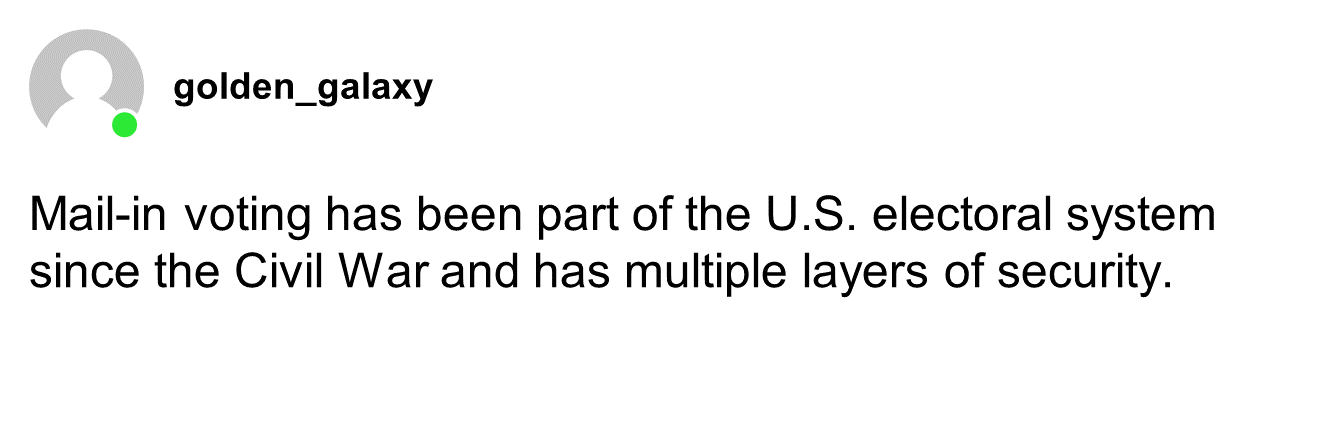 golden_galaxy
Mail-in voting has been part of the U.S. electoral system
since the Civil War and has multiple layers of security.